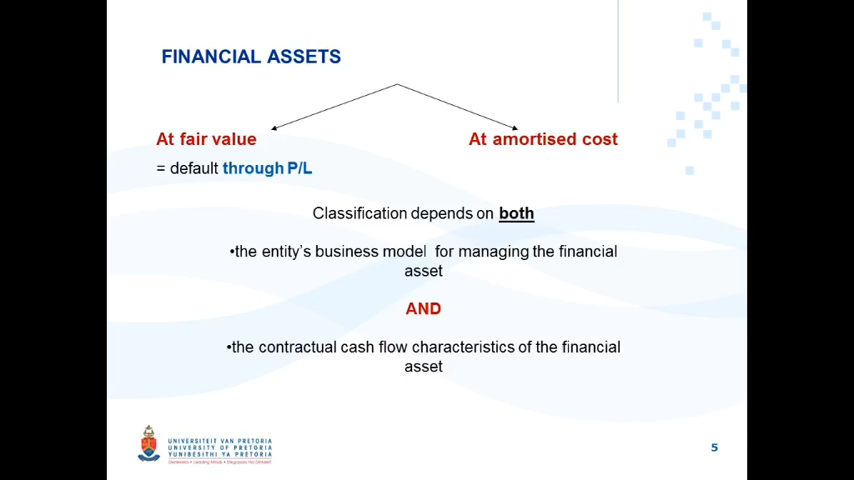 FINANCIAL ASSETS
At fair value
At amortised cost
= default through P/L
Classification depends on both
•the entity's business model for managing the financial
asset
AND
•the contractual cash flow characteristics of the financial
asset
UNIVERSITEIT VAN PRETORIA
UNIVERSITY OF PRETORIA
YUNIBESITHI YA PRETORIA
5